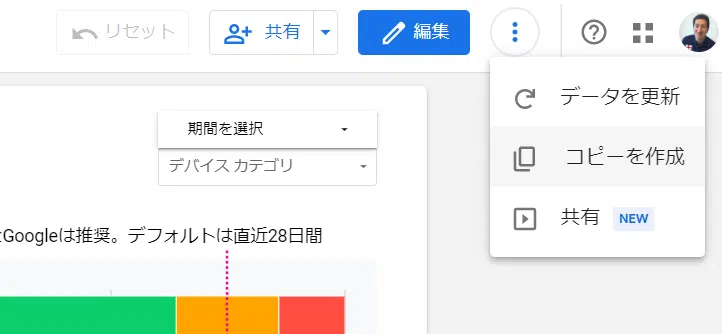 リセット
共有
編集
データを更新
コピーを作成
共有 NEW
期間を選択
デバイス カテゴリ
Googleは推奨。デフォルトは直近28日間